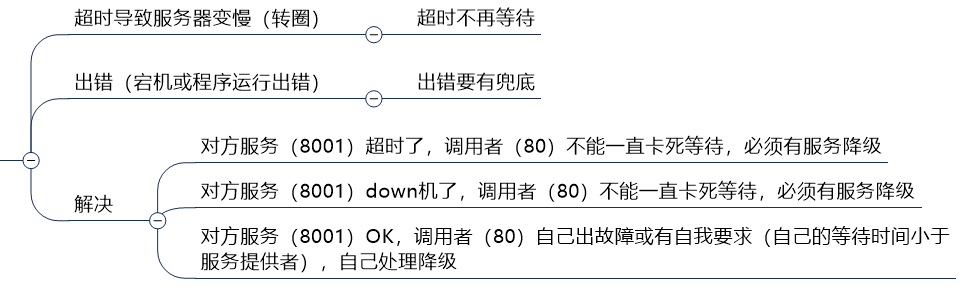 超时导致服务器变慢（转圈）
超时不再等待
出错（宕机或程序运行出错）
出错要有兜底
解决
对方服务（8001）超时了，调用者（80）不能一直卡死等待，必须有服务降级
对方服务（8001）down机了，调用者（80）不能一直卡死等待，必须有服务降级
对方服务（8001）OK，调用者（80）自己出故障或有自我要求（自己的等待时间小于
服务提供者），自己处理降级